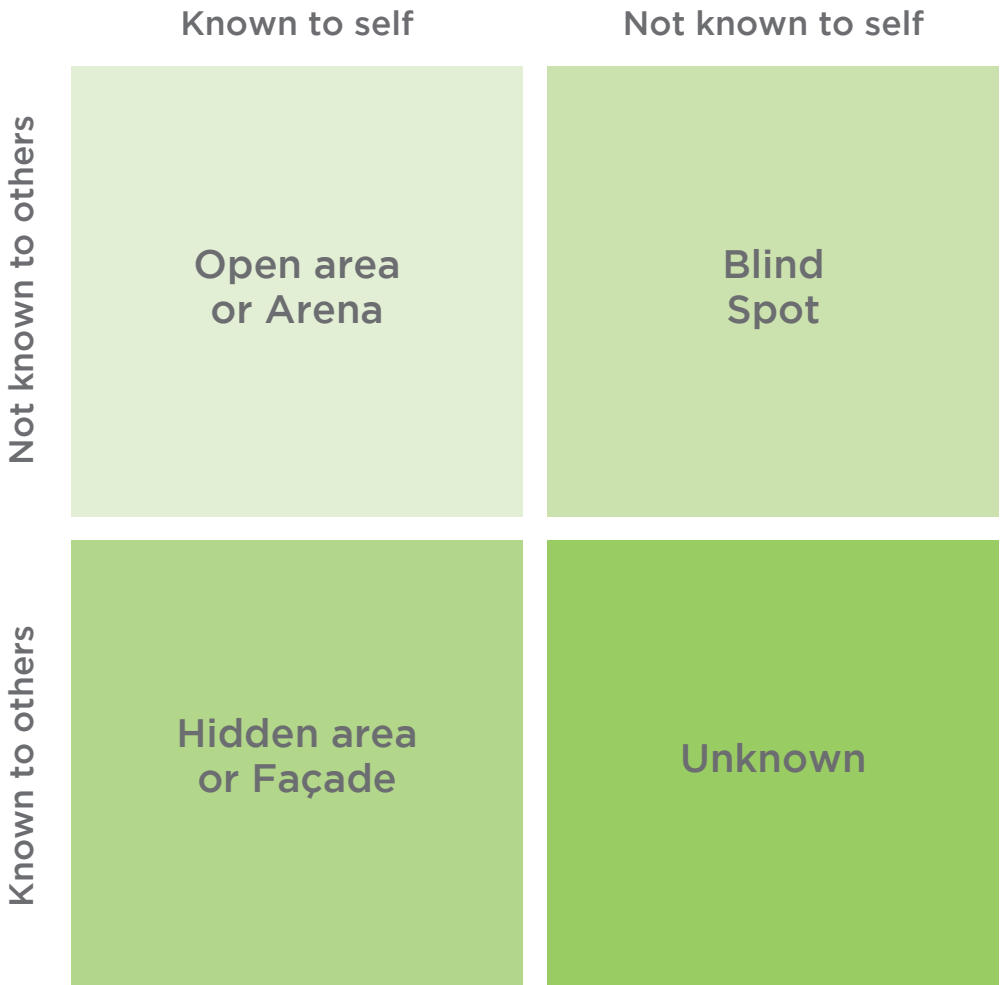 Known to self
Not known to self
Not known to others
Open area
or Arena
Blind
Spot
Known to others
Hidden area
or Façade
Unknown